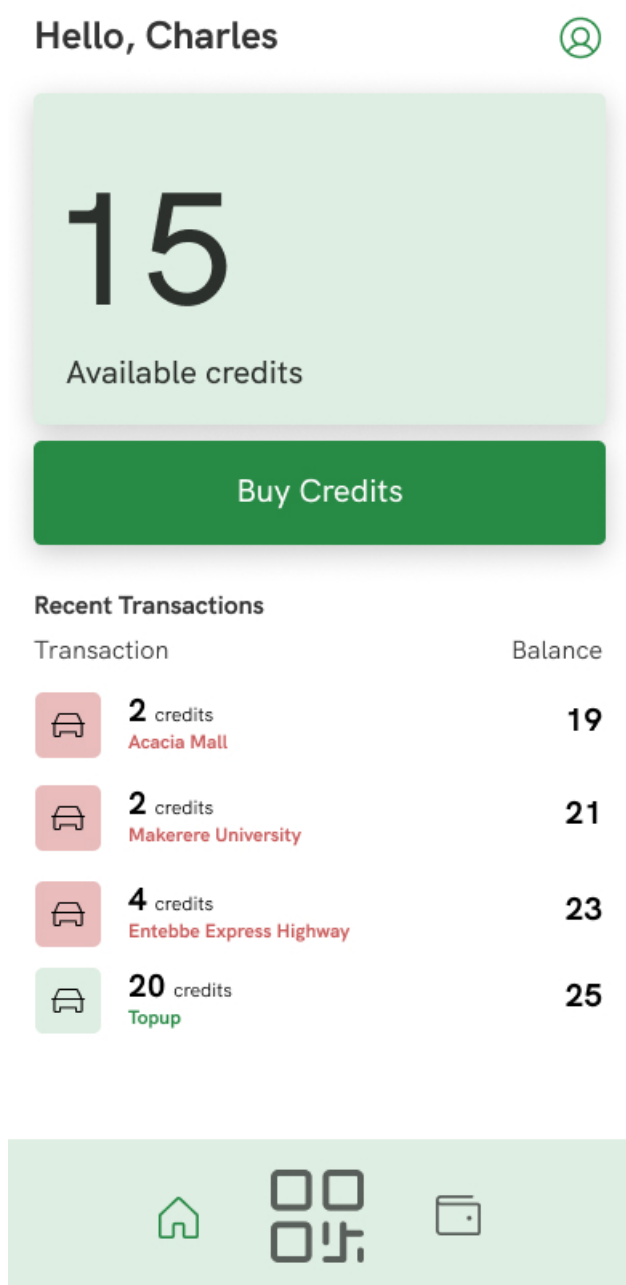 Hello, Charles
15
Available credits
Buy Credits
Recent Transactions
Transaction Balance
2 credits 19
Acacia Mall
2 credits 21
Makerere University
4 credits 23
Entebbe Express Highway
20 credits 25
Topup